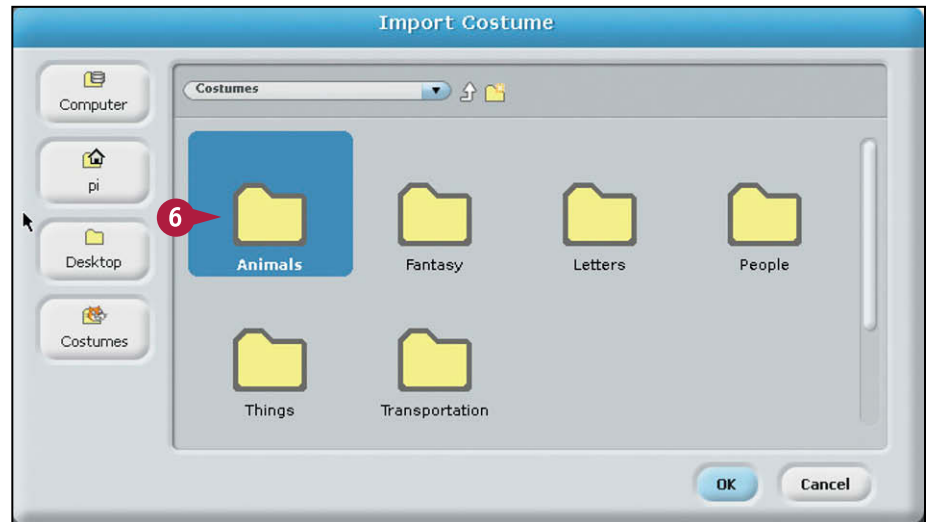 Import Costume
Computer
pi
Desktop
Costumes
Costumes
6
Animals
Fantasy
Letters
People
Things
Transportation
OK
Cancel